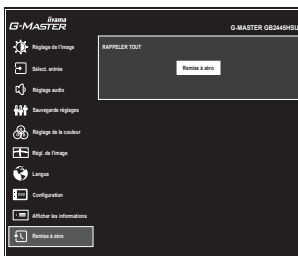 iiyama
G-MASTER
G-MASTER GB2445HSU
Réglage de l'image
RAPPELER TOUT
Remise à zéro
Sélect. entrée
Réglage audio
Sauvegarde réglages
Réglage de la couleur
Régl. de l'image
Langue
OSD
Configuration
Afficher les informations
Remise à zéro